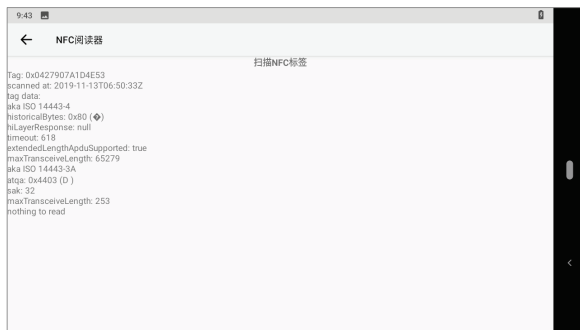 9:43
NFC阅读器
扫描NFC标签
Tag: 0x0427907A1D4E53
scanned at: 2019-11-13T06:50:33Z
tag data:
aka ISO 14443-4
historicalBytes: 0x80 (�)
hiLayerResponse: null
timeout: 618
extendedLengthApduSupported: true
maxTransceiveLength: 65279
aka ISO 14443-3A
atqa: 0x4403 (D )
sak: 32
maxTransceiveLength: 253
nothing to read